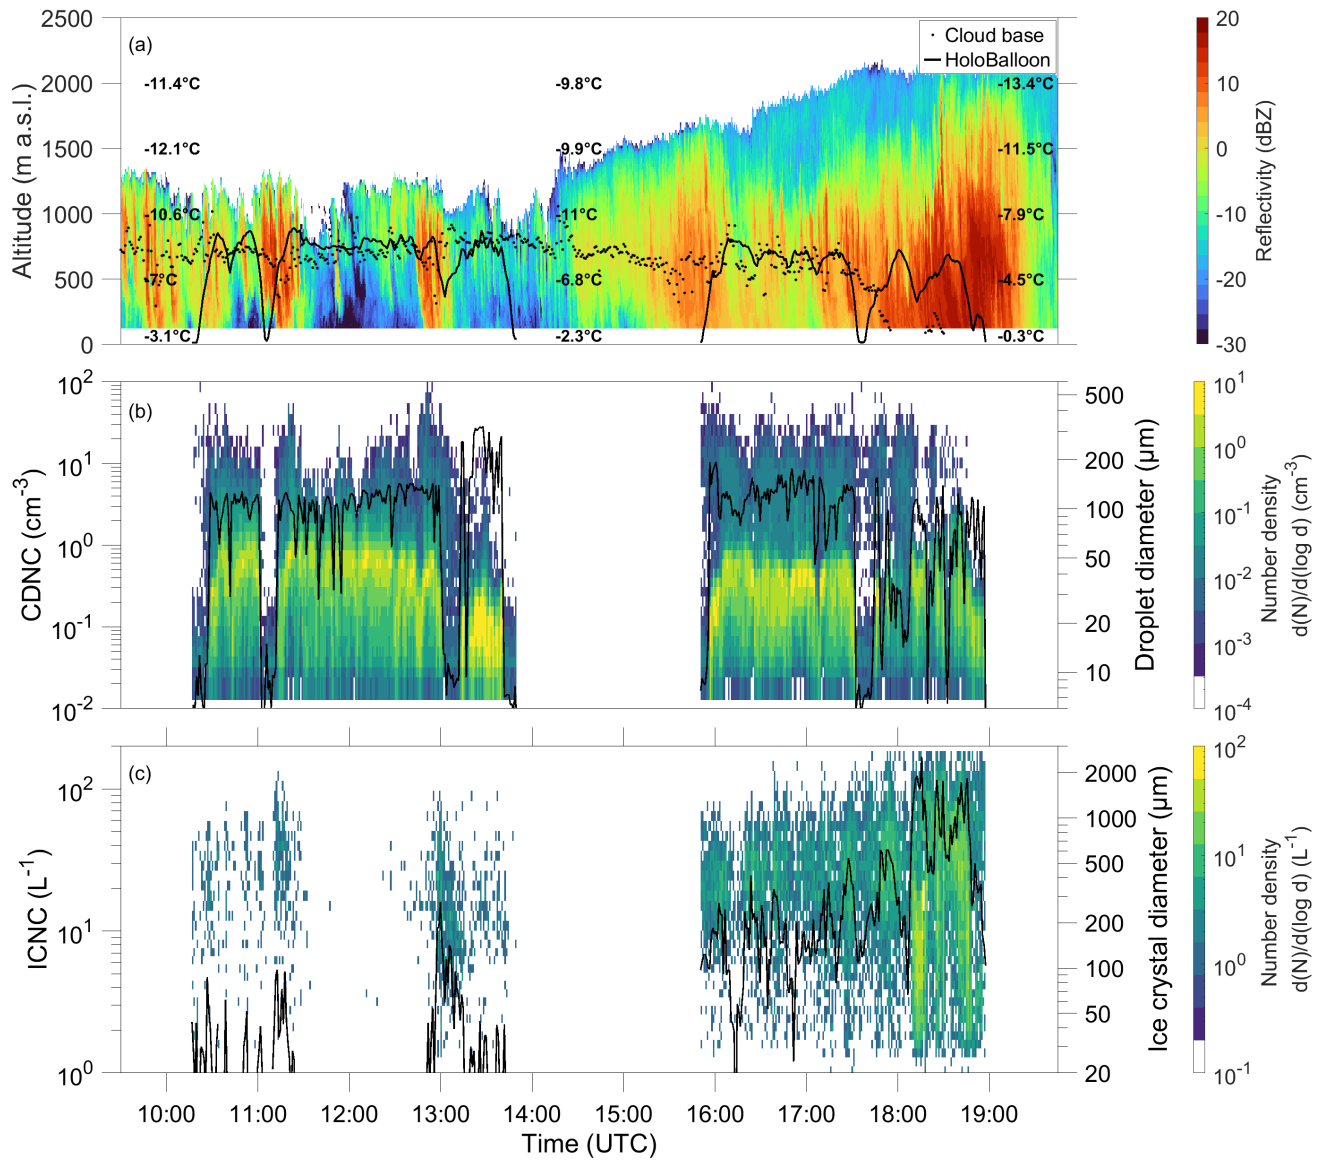 2500
2000
1500
1000
500
0
Altitude (m a.s.l.)
(a)
Cloud base
HoloBalloon
-11.4°C
-9.8°C
-13.4°C
-12.1°C
-9.9°C
-11.5°C
-10.6°C
-11°C
-7.9°C
-7°C
-6.8°C
-4.5°C
-3.1°C
-2.3°C
-0.3°C
20
10
0
-10
-20
-30
Reflectivity (dBZ)
10^2
10^1
10^0
10^-1
10^-2
CDNC (cm^-3)
(b)
500
200
100
50
20
10
Droplet diameter (µm)
10^1
10^0
10^-1
10^-2
10^-3
10^-4
Number density
d(N)/d(log d) (cm^-3)
10^2
10^1
10^0
ICNC (L^-1)
(c)
2000
1000
500
200
100
50
20
Ice crystal diameter (µm)
10^2
10^1
10^0
10^-1
Number density
d(N)/d(log d) (L^-1)
10:00 11:00 12:00 13:00 14:00 15:00 16:00 17:00 18:00 19:00
Time (UTC)